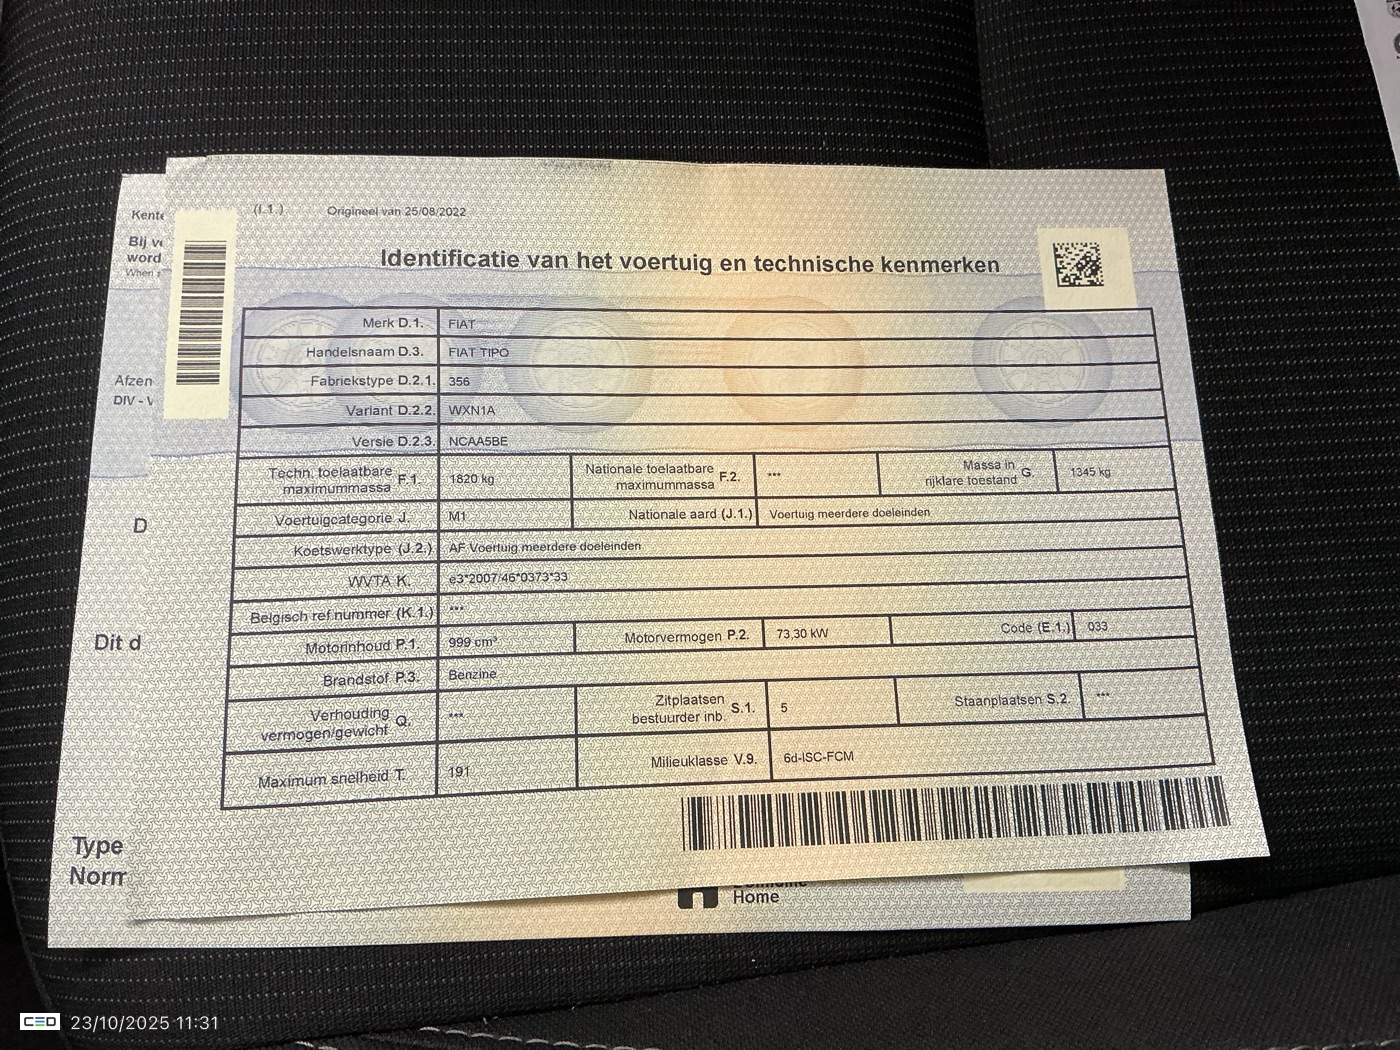 (I.1.) Origineel van 25/08/2022
Identificatie van het voertuig en technische kenmerken
Merk D.1. FIAT
Handelsnaam D.3. FIAT TIPO
Fabriekstype D.2.1. 356
Variant D.2.2. WXN1A
Versie D.2.3. NCAA5BE
Techn. toelaatbare maximummassa F.1. 1820 kg Nationale toelaatbare maximummassa F.2. *** Massa in rijklare toestand G. 1345 kg
Voertuigcategorie J. M1 Nationale aard (J.1.) Voertuig meerdere doeleinden
Koetswerktype (J.2.) AF Voertuig meerdere doeleinden
WVTA K. e3*2007/46*0373*33
Belgisch ref.nummer (K.1.) ***
Motorinhoud P.1. 999 cm³ Motorvermogen P.2. 73,30 kW Code (E.1.) 033
Brandstof P.3. Benzine
Verhouding vermogen/gewicht Q. *** Zitplaatsen bestuurder inb. S.1. 5 Staanplaatsen S.2. ***
Maximum snelheid T. 191 Milieuklasse V.9. 6d-ISC-FCM
Bij
word
When
Afzen
DIV - V
D
Dit d
Type
Norm
Home
CED 23/10/2025 11:31